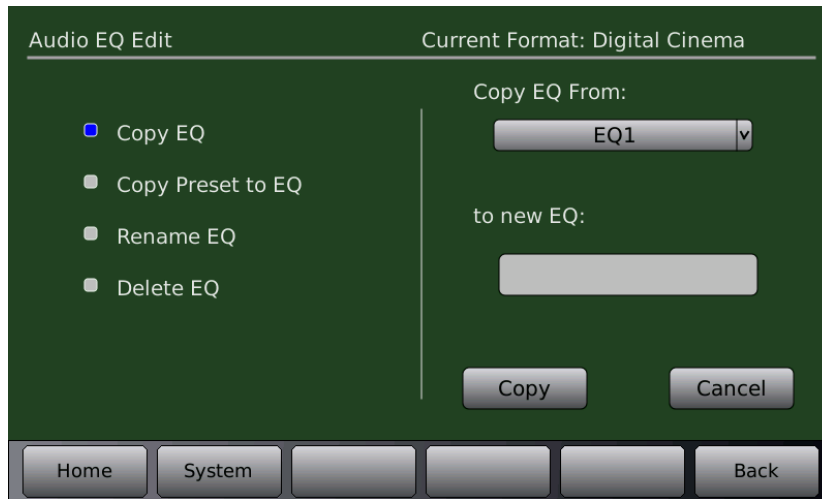 Audio EQ Edit
Current Format: Digital Cinema
Copy EQ
Copy Preset to EQ
Rename EQ
Delete EQ
Copy EQ From:
EQ1
to new EQ:
Copy
Cancel
Home
System
Back